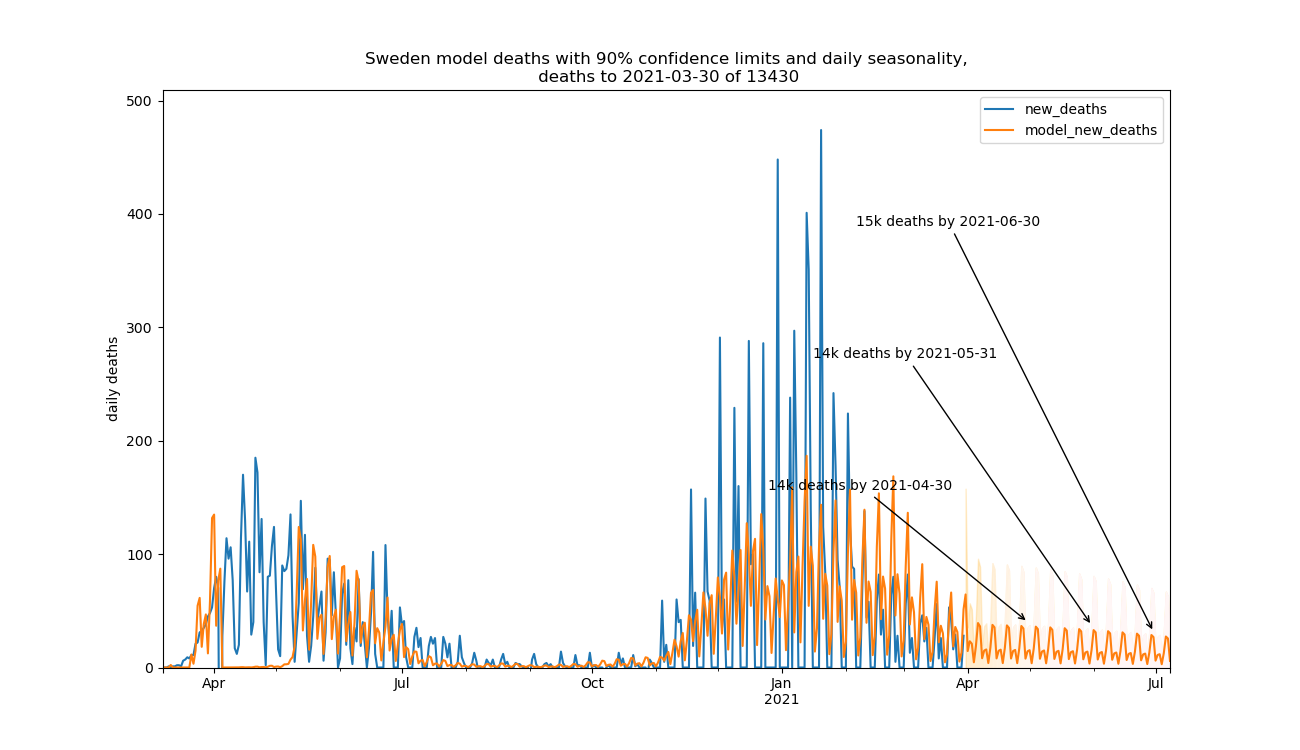 Sweden model deaths with 90% confidence limits and daily seasonality,
deaths to 2021-03-30 of 13430
500
400
300
200
100
0
daily deaths
new_deaths
model_new_deaths
15k deaths by 2021-06-30
14k deaths by 2021-05-31
14k deaths by 2021-04-30
Apr
Jul
Oct
Jan
2021
Apr
Jul